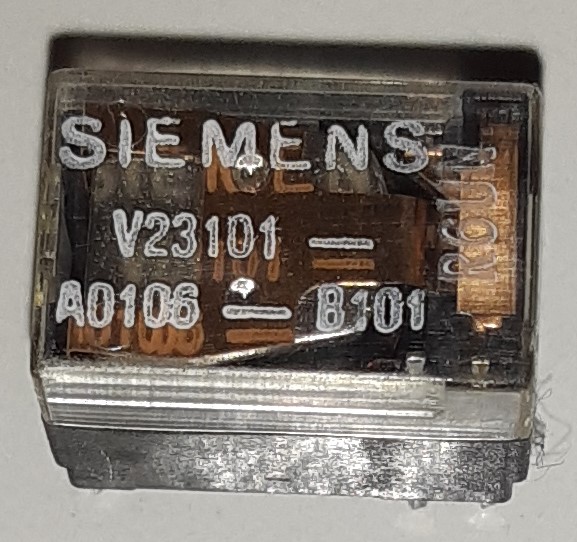 SIEMENS
V23101 —
A0106 — B101